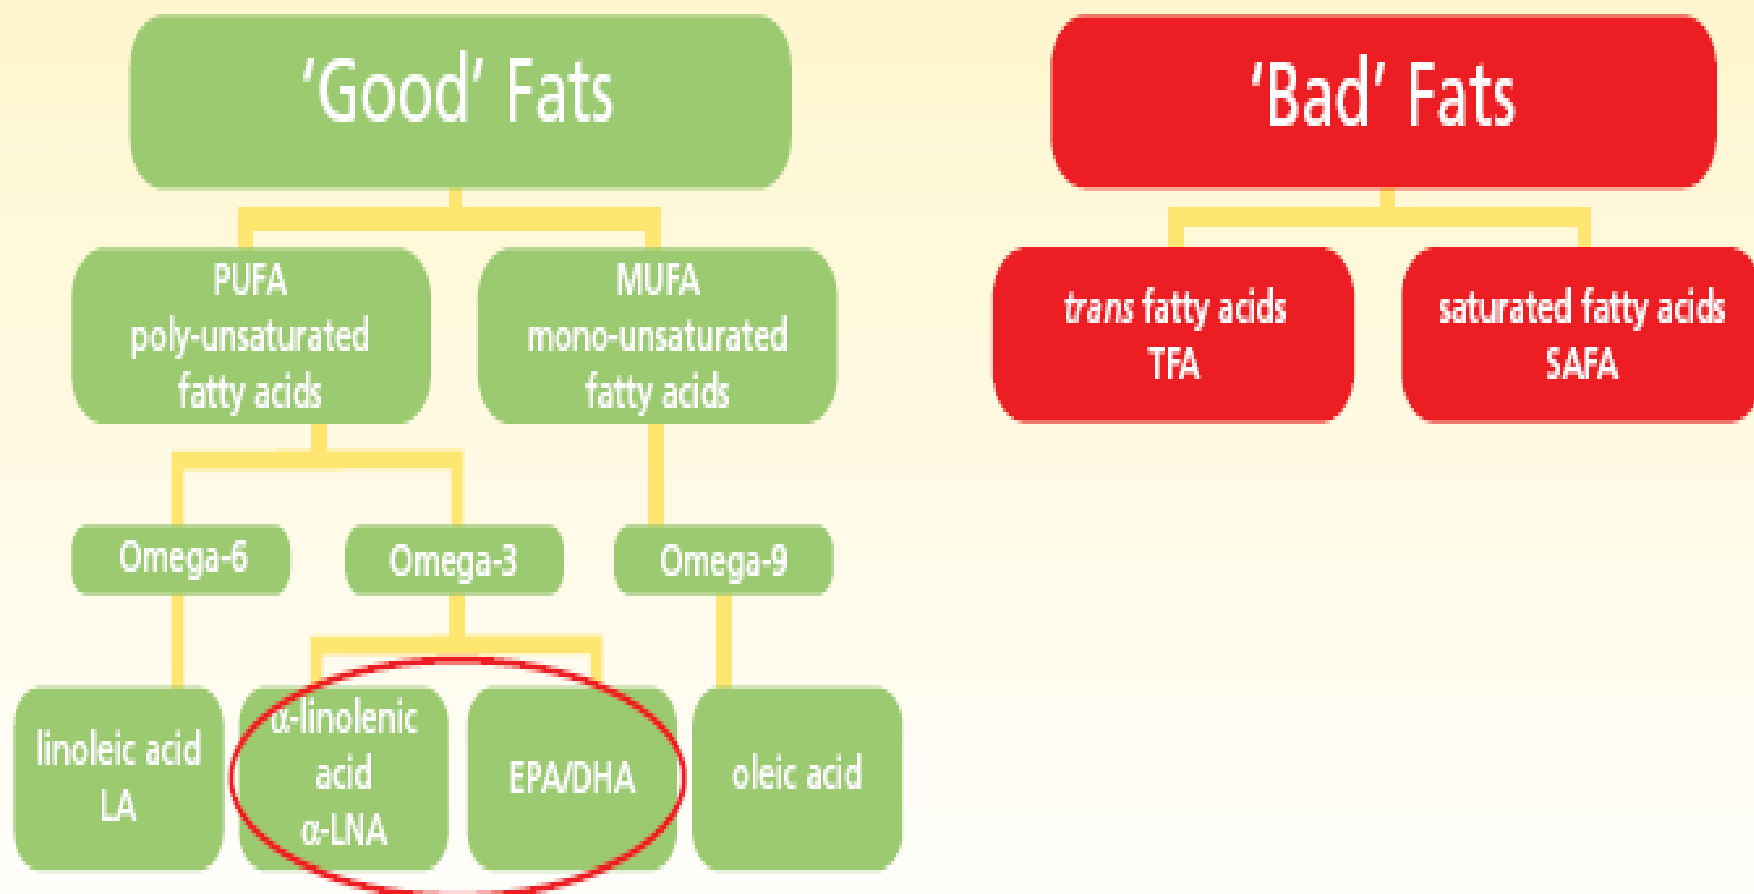 ‘Good’ Fats
‘Bad’ Fats
PUFA
poly-unsaturated
fatty acids
MUFA
mono-unsaturated
fatty acids
trans fatty acids
TFA
saturated fatty acids
SAFA
Omega-6
Omega-3
Omega-9
linoleic acid
LA
α-linolenic
acid
α-LNA
EPA/DHA
oleic acid